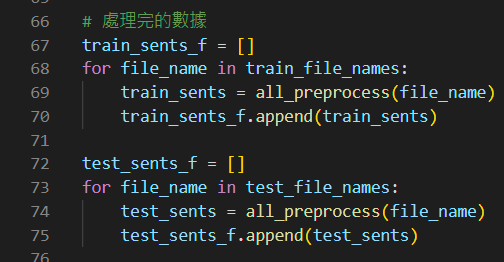 66 # 處理完的數據
67 train_sents_f = []
68 for file_name in train_file_names:
69     train_sents = all_preprocess(file_name)
70     train_sents_f.append(train_sents)
71
72 test_sents_f = []
73 for file_name in test_file_names:
74     test_sents = all_preprocess(file_name)
75     test_sents_f.append(test_sents)
76